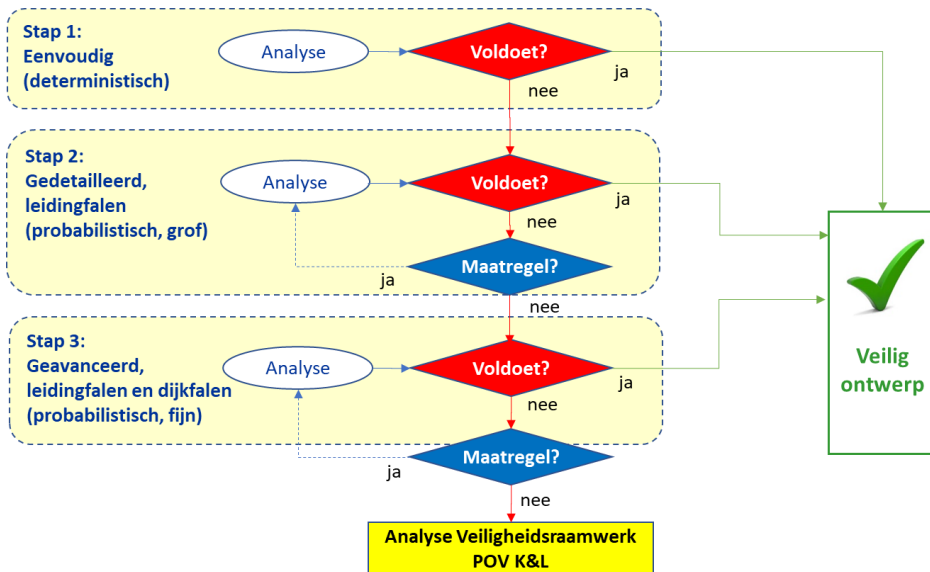 Stap 1:
Eenvoudig
(deterministisch)
Analyse
Voldoet?
ja
nee
Stap 2:
Gedetailleerd,
leidingfalen
(probabilistisch, grof)
Analyse
Voldoet?
ja
nee
Maatregel?
ja
nee
Stap 3:
Geavanceerd,
leidingfalen en dijkfalen
(probabilistisch, fijn)
Analyse
Voldoet?
ja
nee
Maatregel?
ja
nee
Analyse Veiligheidsraamwerk
POV K&L
Veilig
ontwerp